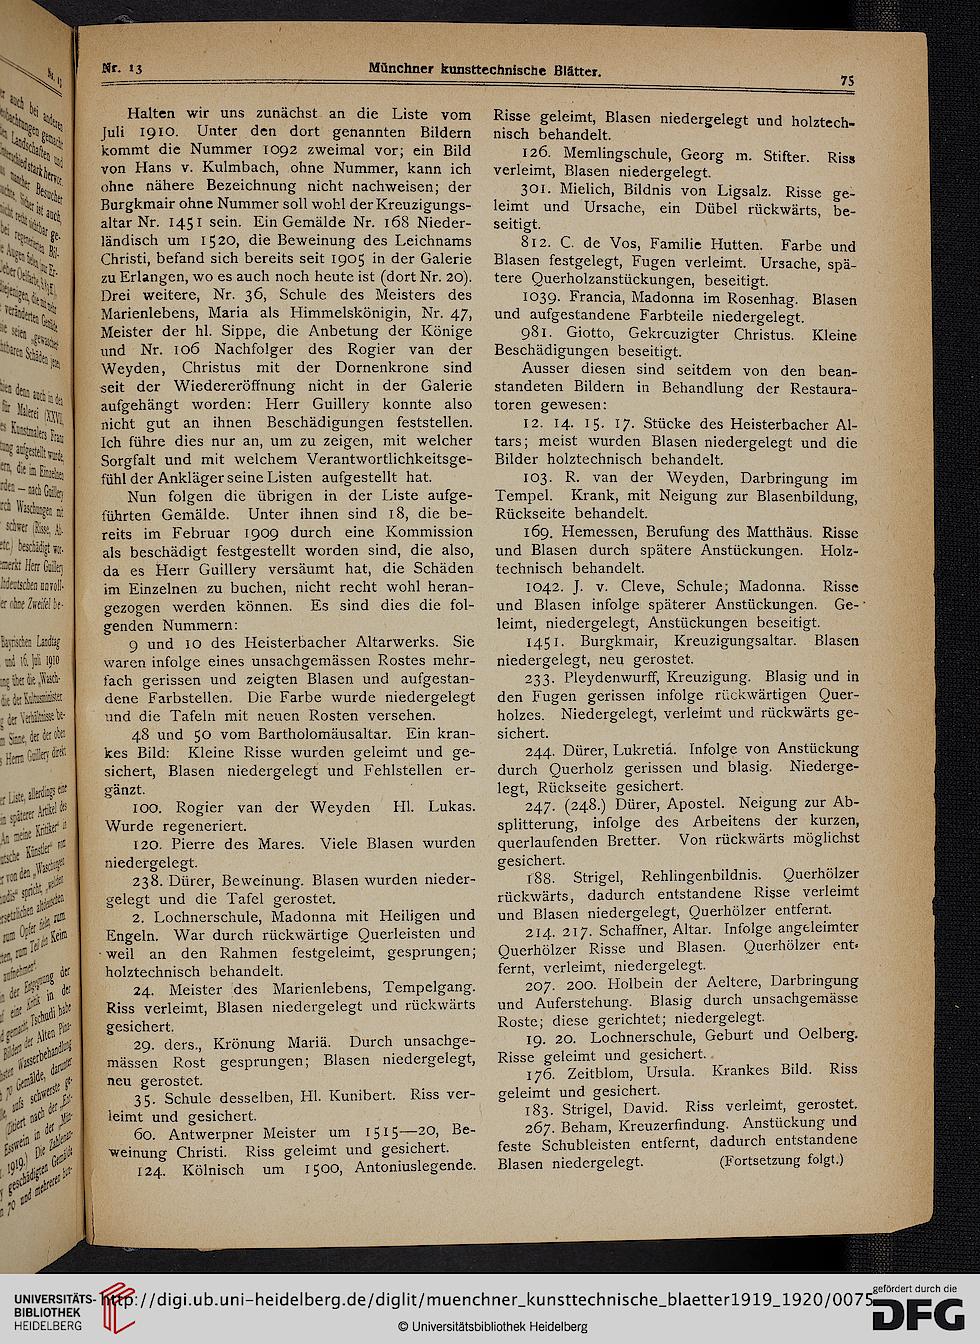 Nr. 13
Münchner kunsttechnische Blätter.
75
Halten wir uns zunächst an die Liste vom
Juli 1910. Unter den dort genannten Bildern
kommt die Nummer 1092 zweimal vor; ein Bild
von Hans v. Kulmbach, ohne Nummer, kann ich
ohne nähere Bezeichnung nicht nachweisen; der
Burgkmair ohne Nummer soll wohl der Kreuzigungs-
altar Nr. 1451 sein. Ein Gemälde Nr. 168 Nieder-
ländisch um 1520, die Beweinung des Leichnams
Christi, befand sich bereits seit 1905 in der Galerie
zu Erlangen, wo es auch noch heute ist (dort Nr. 20).
Drei weitere, Nr. 36, Schule des Meisters des
Marienlebens, Maria als Himmelskönigin, Nr. 47,
Meister der hl. Sippe, die Anbetung der Könige
und Nr. 106 Nachfolger des Rogier van der
Weyden, Christus mit der Dornenkrone sind
seit der Wiedereröffnung nicht in der Galerie
aufgehängt worden: Herr Guillery konnte also
nicht gut an ihnen Beschädigungen feststellen.
Ich führe dies nur an, um zu zeigen, mit welcher
Sorgfalt und mit welchem Verantwortlichkeitsge-
fühl der Ankläger seine Listen aufgestellt hat.
Nun folgen die übrigen in der Liste aufge-
führten Gemälde. Unter ihnen sind 18, die be-
reits im Februar 1909 durch eine Kommission
als beschädigt festgestellt worden sind, die also,
da es Herr Guillery versäumt hat, die Schäden
im Einzelnen zu buchen, nicht recht wohl heran-
gezogen werden können. Es sind dies die fol-
genden Nummern:
9 und 10 des Heisterbacher Altarwerks. Sie
waren infolge eines unsachgemässen Rostes mehr-
fach gerissen und zeigten Blasen und aufgestan-
dene Farbstellen. Die Farbe wurde niedergelegt
und die Tafeln mit neuen Rosten versehen.
48 und 50 vom Bartholomäusaltar. Ein kran-
kes Bild: Kleine Risse wurden geleimt und ge-
sichert, Blasen niedergelegt und Fehlstellen er-
gänzt.
100. Rogier van der Weyden Hl. Lukas.
Wurde regeneriert.
120. Pierre des Mares. Viele Blasen wurden
niedergelegt.
238. Dürer, Beweinung. Blasen wurden nieder-
gelegt und die Tafel gerostet.
2. Lochnerschule, Madonna mit Heiligen und
Engeln. War durch rückwärtige Querleisten und
weil an den Rahmen festgeleimt, gesprungen;
holztechnisch behandelt.
24. Meister des Marienlebens, Tempelgang.
Riss verleimt, Blasen niedergelegt und rückwärts
gesichert.
29. ders., Krönung Mariä. Durch unsachge-
mässen Rost gesprungen; Blasen niedergelegt,
neu gerostet.
35. Schule desselben, Hl. Kunibert. Riss ver-
leimt und gesichert.
60. Antwerpner Meister um 1515—20, Be-
weinung Christi. Riss geleimt und gesichert.
124. Kölnisch um 1500, Antoniuslegende.
Risse geleimt, Blasen niedergelegt und holztech-
nisch behandelt.
126. Memlingschule, Georg m. Stifter. Riss
verleimt, Blasen niedergelegt.
301. Mielich, Bildnis von Ligsalz. Risse ge-
leimt und Ursache, ein Dübel rückwärts, be-
seitigt.
812. C. de Vos, Familie Hutten. Farbe und
Blasen festgelegt, Fugen verleimt. Ursache, spä-
tere Querholzanstückungen, beseitigt.
1039. Francia, Madonna im Rosenhag. Blasen
und aufgestandene Farbteile niedergelegt.
981. Giotto, Gekreuzigter Christus. Kleine
Beschädigungen beseitigt.
Ausser diesen sind seitdem von den bean-
standeten Bildern in Behandlung der Restaura-
toren gewesen:
12. 14. 15. 17. Stücke des Heisterbacher Al-
tars; meist wurden Blasen niedergelegt und die
Bilder holztechnisch behandelt.
103. R. van der Weyden, Darbringung im
Tempel. Krank, mit Neigung zur Blasenbildung,
Rückseite behandelt.
169. Hemessen, Berufung des Matthäus. Risse
und Blasen durch spätere Anstückungen. Holz-
technisch behandelt.
1042. J. v. Cleve, Schule; Madonna. Risse
und Blasen infolge späterer Anstückungen. Ge-
leimt, niedergelegt, Anstückungen beseitigt.
1451. Burgkmair, Kreuzigungsaltar. Blasen
niedergelegt, neu gerostet.
233. Pleydenwurff, Kreuzigung. Blasig und in
den Fugen gerissen infolge rückwärtigen Quer-
holzes. Niedergelegt, verleimt und rückwärts ge-
sichert.
244. Dürer, Lukretiá. Infolge von Anstückung
durch Querholz gerissen und blasig. Niederge-
legt, Rückseite gesichert.
247. (248.) Dürer, Apostel. Neigung zur Ab-
splitterung, infolge des Arbeitens der kurzen,
querlaufenden Bretter. Von rückwärts möglichst
gesichert.
188. Strigel, Rehlingenbildnis. Querhölzer
rückwärts, dadurch entstandene Risse verleimt
und Blasen niedergelegt, Querhölzer entfernt.
214. 217. Schaffner, Altar. Infolge angeleimter
Querhölzer Risse und Blasen. Querhölzer ent-
fernt, verleimt, niedergelegt.
207. 200. Holbein der Aeltere, Darbringung
und Auferstehung. Blasig durch unsachgemässe
Roste; diese gerichtet; niedergelegt.
19. 20. Lochnerschule, Geburt und Oelberg.
Risse geleimt und gesichert.
176. Zeitblom, Ursula. Krankes Bild. Riss
geleimt und gesichert.
183. Strigel, David. Riss verleimt, gerostet.
267. Beham, Kreuzerfindung. Anstückung und
feste Schubleisten entfernt, dadurch entstandene
Blasen niedergelegt. (Fortsetzung folgt.)
UNIVERSITÄTS-
BIBLIOTHEK
HEIDELBERG
http://digi.ub.uni-heidelberg.de/diglit/muenchner_kunsttechnische_blaetter1919_1920/0075
© Universitätsbibliothek Heidelberg
gefördert durch die
DFG